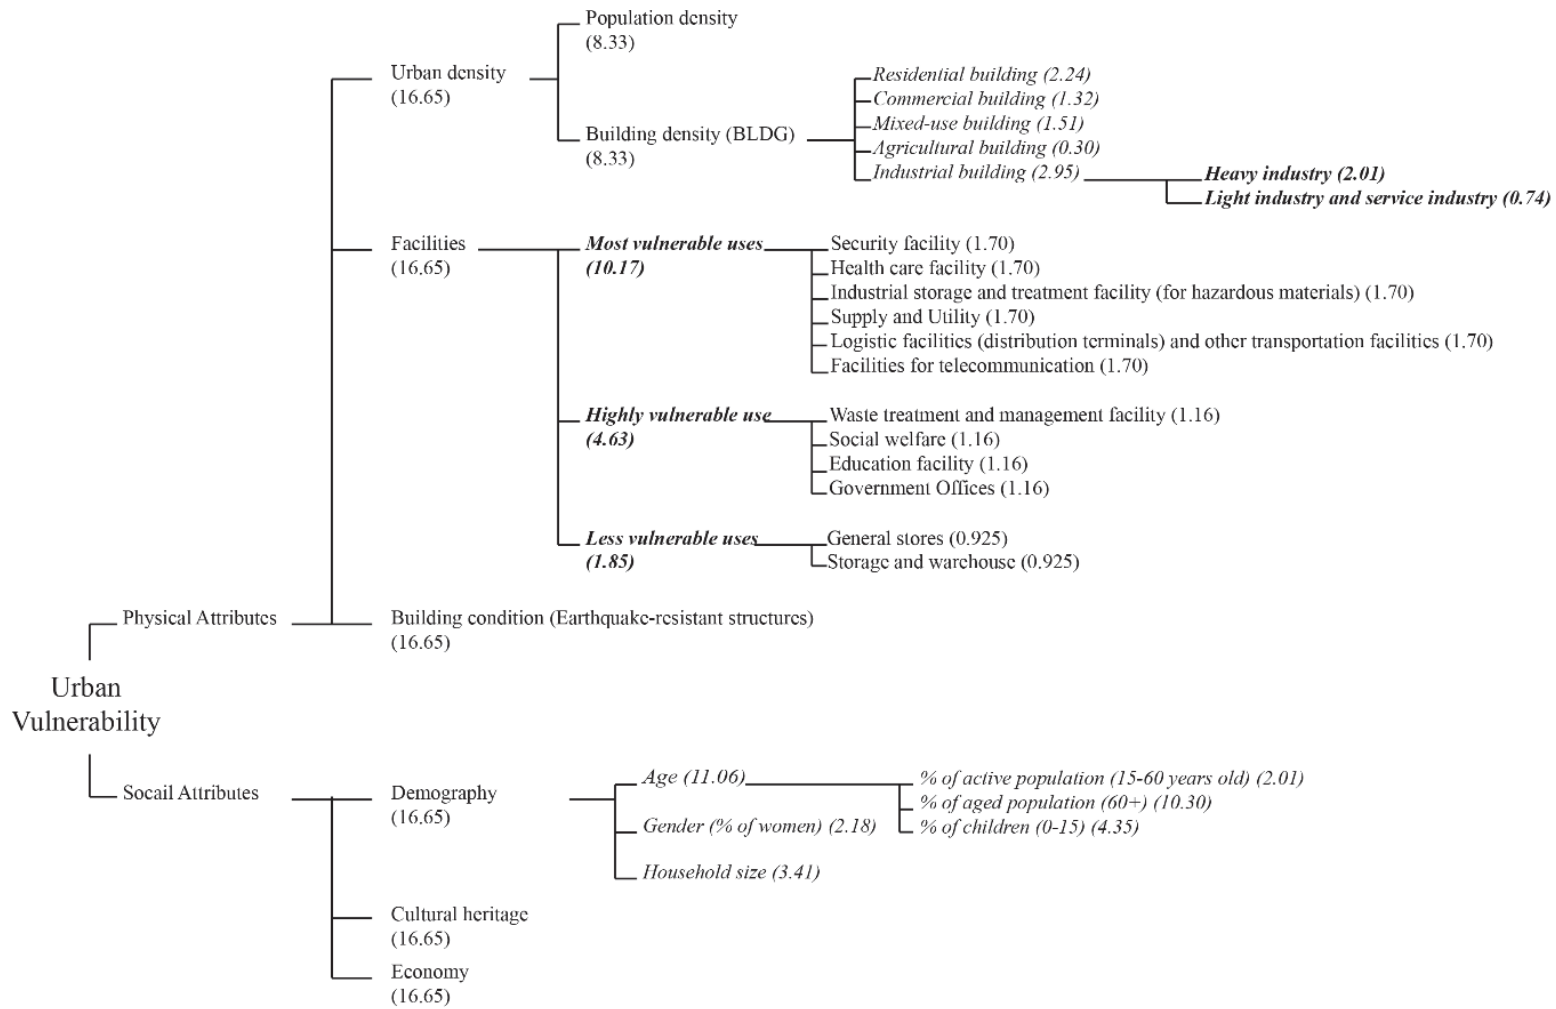 Population density
(8.33)
Urban density
(16.65)
Residential building (2.24)
Commercial building (1.32)
Mixed-use building (1.51)
Building density (BLDG)
(8.33)
Agricultural building (0.30)
Industrial building (2.95)
Heavy industry (2.01)
Light industry and service industry (0.74)
Facilities
(16.65)
Most vulnerable uses
(10.17)
Security facility (1.70)
Health care facility (1.70)
Industrial storage and treatment facility (for hazardous materials) (1.70)
Supply and Utility (1.70)
Logistic facilities (distribution terminals) and other transportation facilities (1.70)
Facilities for telecommunication (1.70)
Highly vulnerable use
(4.63)
Waste treatment and management facility (1.16)
Social welfare (1.16)
Education facility (1.16)
Government Offices (1.16)
Less vulnerable uses
(1.85)
General stores (0.925)
Storage and warehouse (0.925)
Physical Attributes
Building condition (Earthquake-resistant structures)
(16.65)
Urban
Vulnerability
Socail Attributes
Demography
(16.65)
Age (11.06)
% of active population (15-60 years old) (2.01)
% of aged population (60+) (10.30)
% of children (0-15) (4.35)
Gender (% of women) (2.18)
Household size (3.41)
Cultural heritage
(16.65)
Economy
(16.65)